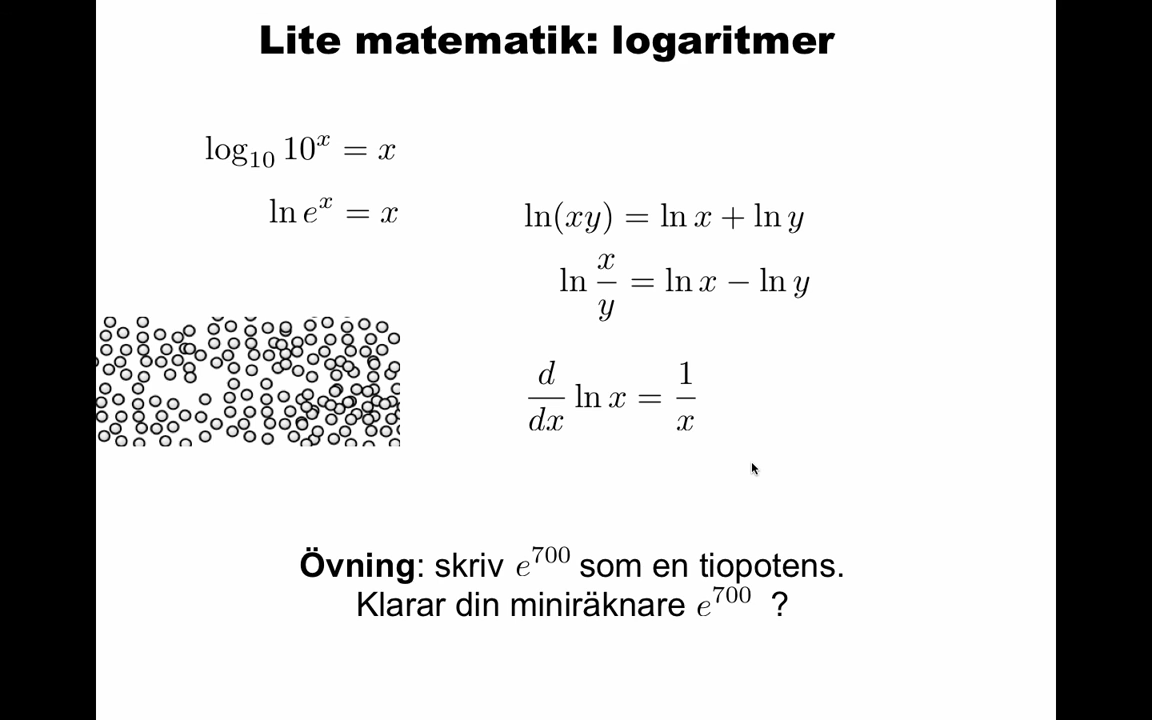 Lite matematik: logaritmer
log₁₀ 10ˣ = x
ln eˣ = x
ln(xy) = ln x + ln y
ln x/y = ln x − ln y
d/dx ln x = 1/x
Övning: skriv e⁷⁰⁰ som en tiopotens.
Klarar din miniräknare e⁷⁰⁰ ?